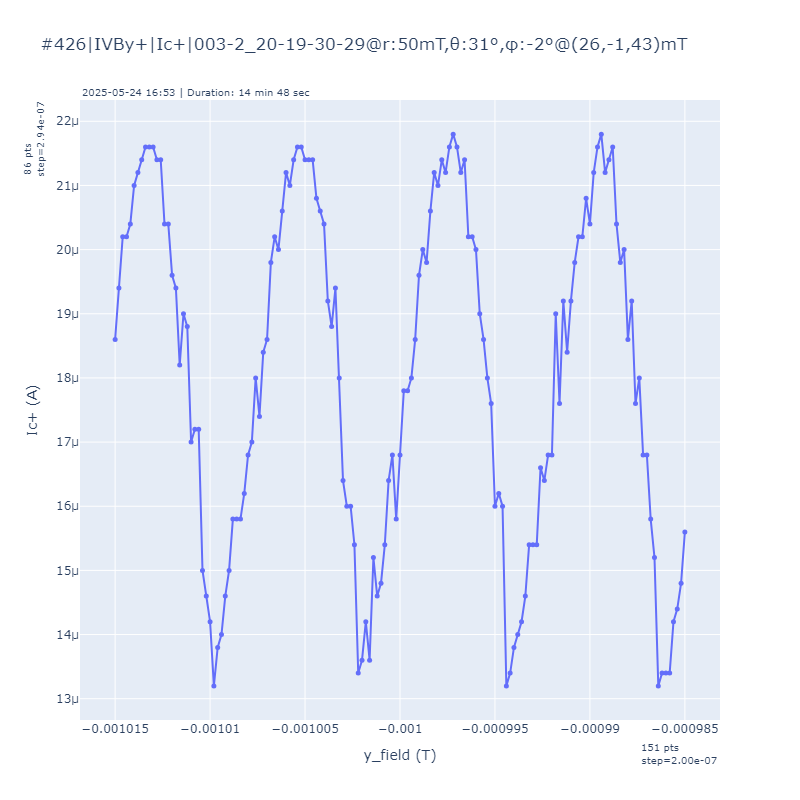 #426|IVBy+|Ic+|003-2_20-19-30-29@r:50mT,θ:31°,φ:-2°@(26,-1,43)mT
2025-05-24 16:53 | Duration: 14 min 48 sec
86 pts
step=2.94e-07
22μ
21μ
20μ
19μ
18μ
17μ
16μ
15μ
14μ
13μ
Ic+ (A)
−0.001015
−0.00101
−0.001005
−0.001
−0.000995
−0.00099
−0.000985
y_field (T)
151 pts
step=2.00e-07